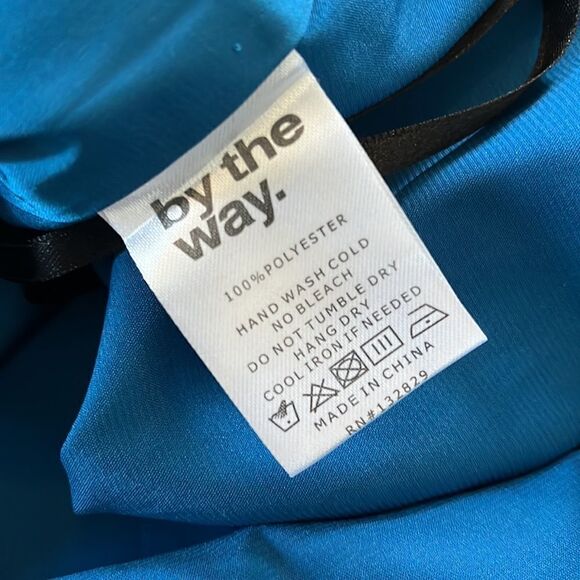 by the
way.
100%POLYESTER
HAND WASH COLD
NO BLEACH
DO NOT TUMBLE DRY
HANG DRY
COOL IRON IF NEEDED
MADE IN CHINA
RN#132829